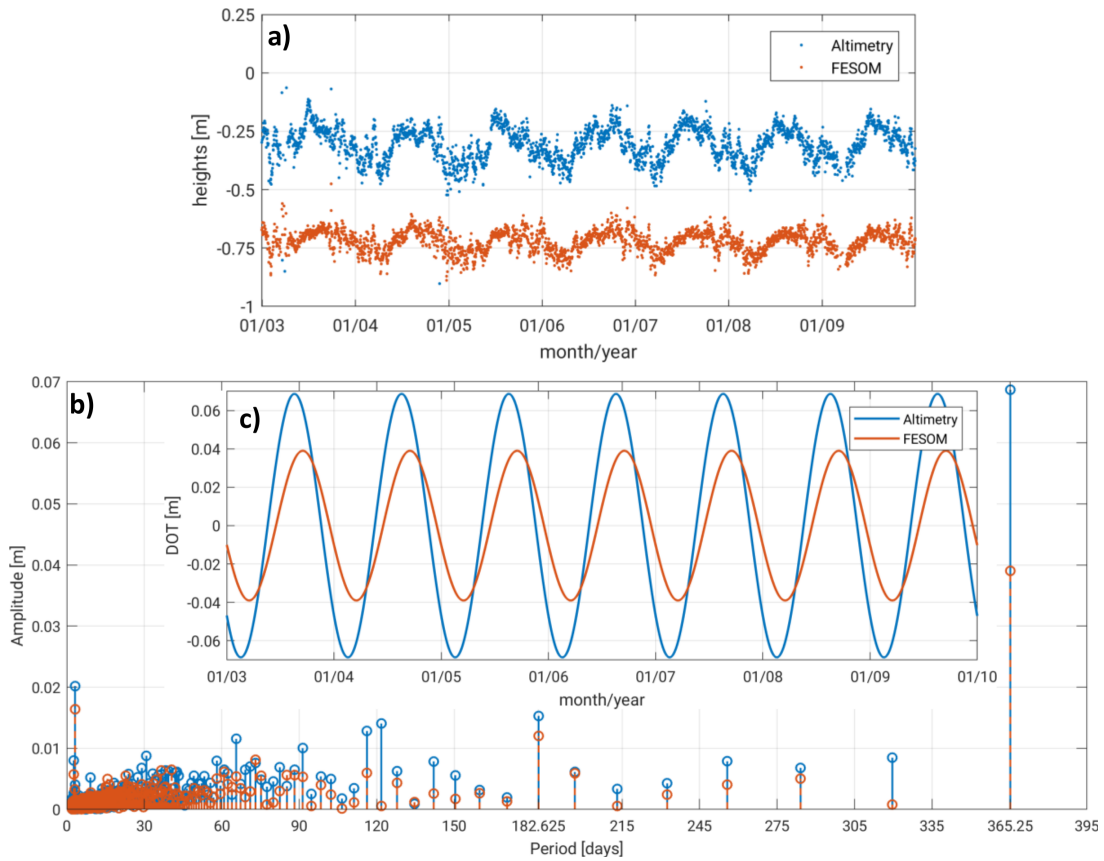 a)
0.25
0
-0.25
-0.5
-0.75
-1
heights [m]
Altimetry
FESOM
01/03 01/04 01/05 01/06 01/07 01/08 01/09
month/year
b)
0.07
0.06
0.05
0.04
0.03
0.02
0.01
0
Amplitude [m]
c)
0.06
0.04
0.02
0
-0.02
-0.04
-0.06
DOT [m]
Altimetry
FESOM
01/03 01/04 01/05 01/06 01/07 01/08 01/09 01/10
month/year
0 30 60 90 120 150 182.625 215 245 275 305 335 365.25 395
Period [days]